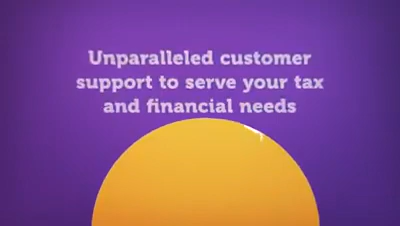 Unparalleled customer
support to serve your tax
and financial needs